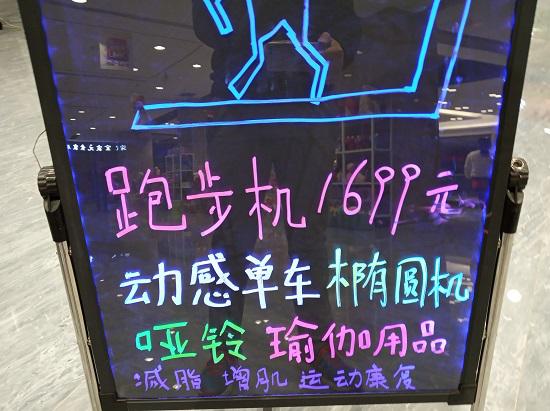 跑步机1699元
动感单车 椭圆机
哑铃 瑜伽用品
减脂 增肌 运动康复